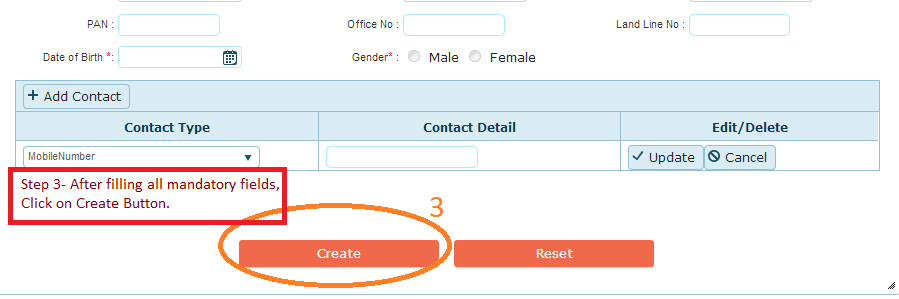 PAN : Office No : Land Line No :
Date of Birth *: Gender* : Male Female
+ Add Contact
Contact Type Contact Detail Edit/Delete
MobileNumber Update Cancel
Step 3- After filling all mandatory fields,
Click on Create Button.
3
Create Reset